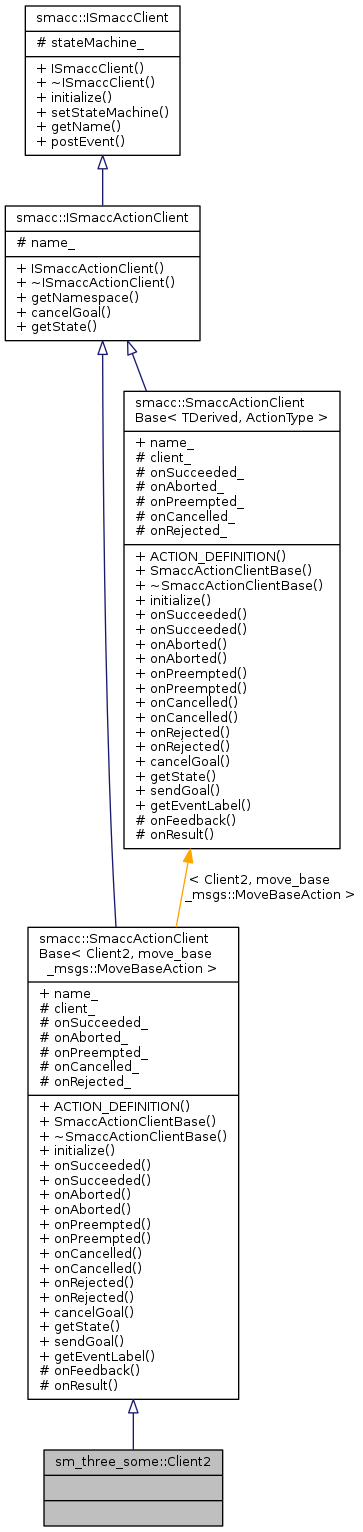 smacc::ISmaccClient
# stateMachine_
+ ISmaccClient()
+ ~ISmaccClient()
+ initialize()
+ setStateMachine()
+ getName()
+ postEvent()
smacc::ISmaccActionClient
# name_
+ ISmaccActionClient()
+ ~ISmaccActionClient()
+ getNamespace()
+ cancelGoal()
+ getState()
smacc::SmaccActionClient
Base< TDerived, ActionType >
+ name_
# client_
# onSucceeded_
# onAborted_
# onPreempted_
# onCancelled_
# onRejected_
+ ACTION_DEFINITION()
+ SmaccActionClientBase()
+ ~SmaccActionClientBase()
+ initialize()
+ onSucceeded()
+ onSucceeded()
+ onAborted()
+ onAborted()
+ onPreempted()
+ onPreempted()
+ onCancelled()
+ onCancelled()
+ onRejected()
+ onRejected()
+ cancelGoal()
+ getState()
+ sendGoal()
+ getEventLabel()
# onFeedback()
# onResult()
< Client2, move_base
_msgs::MoveBaseAction >
smacc::SmaccActionClient
Base< Client2, move_base
_msgs::MoveBaseAction >
+ name_
# client_
# onSucceeded_
# onAborted_
# onPreempted_
# onCancelled_
# onRejected_
+ ACTION_DEFINITION()
+ SmaccActionClientBase()
+ ~SmaccActionClientBase()
+ initialize()
+ onSucceeded()
+ onSucceeded()
+ onAborted()
+ onAborted()
+ onPreempted()
+ onPreempted()
+ onCancelled()
+ onCancelled()
+ onRejected()
+ onRejected()
+ cancelGoal()
+ getState()
+ sendGoal()
+ getEventLabel()
# onFeedback()
# onResult()
sm_three_some::Client2